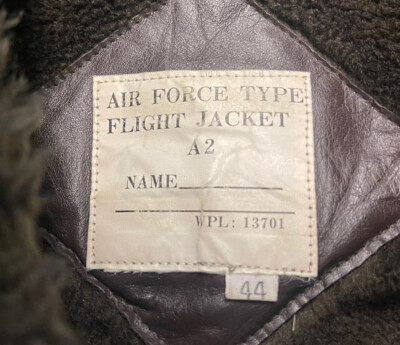 AIR FORCE TYPE
FLIGHT JACKET
A2
NAME
WPL: 13701
44